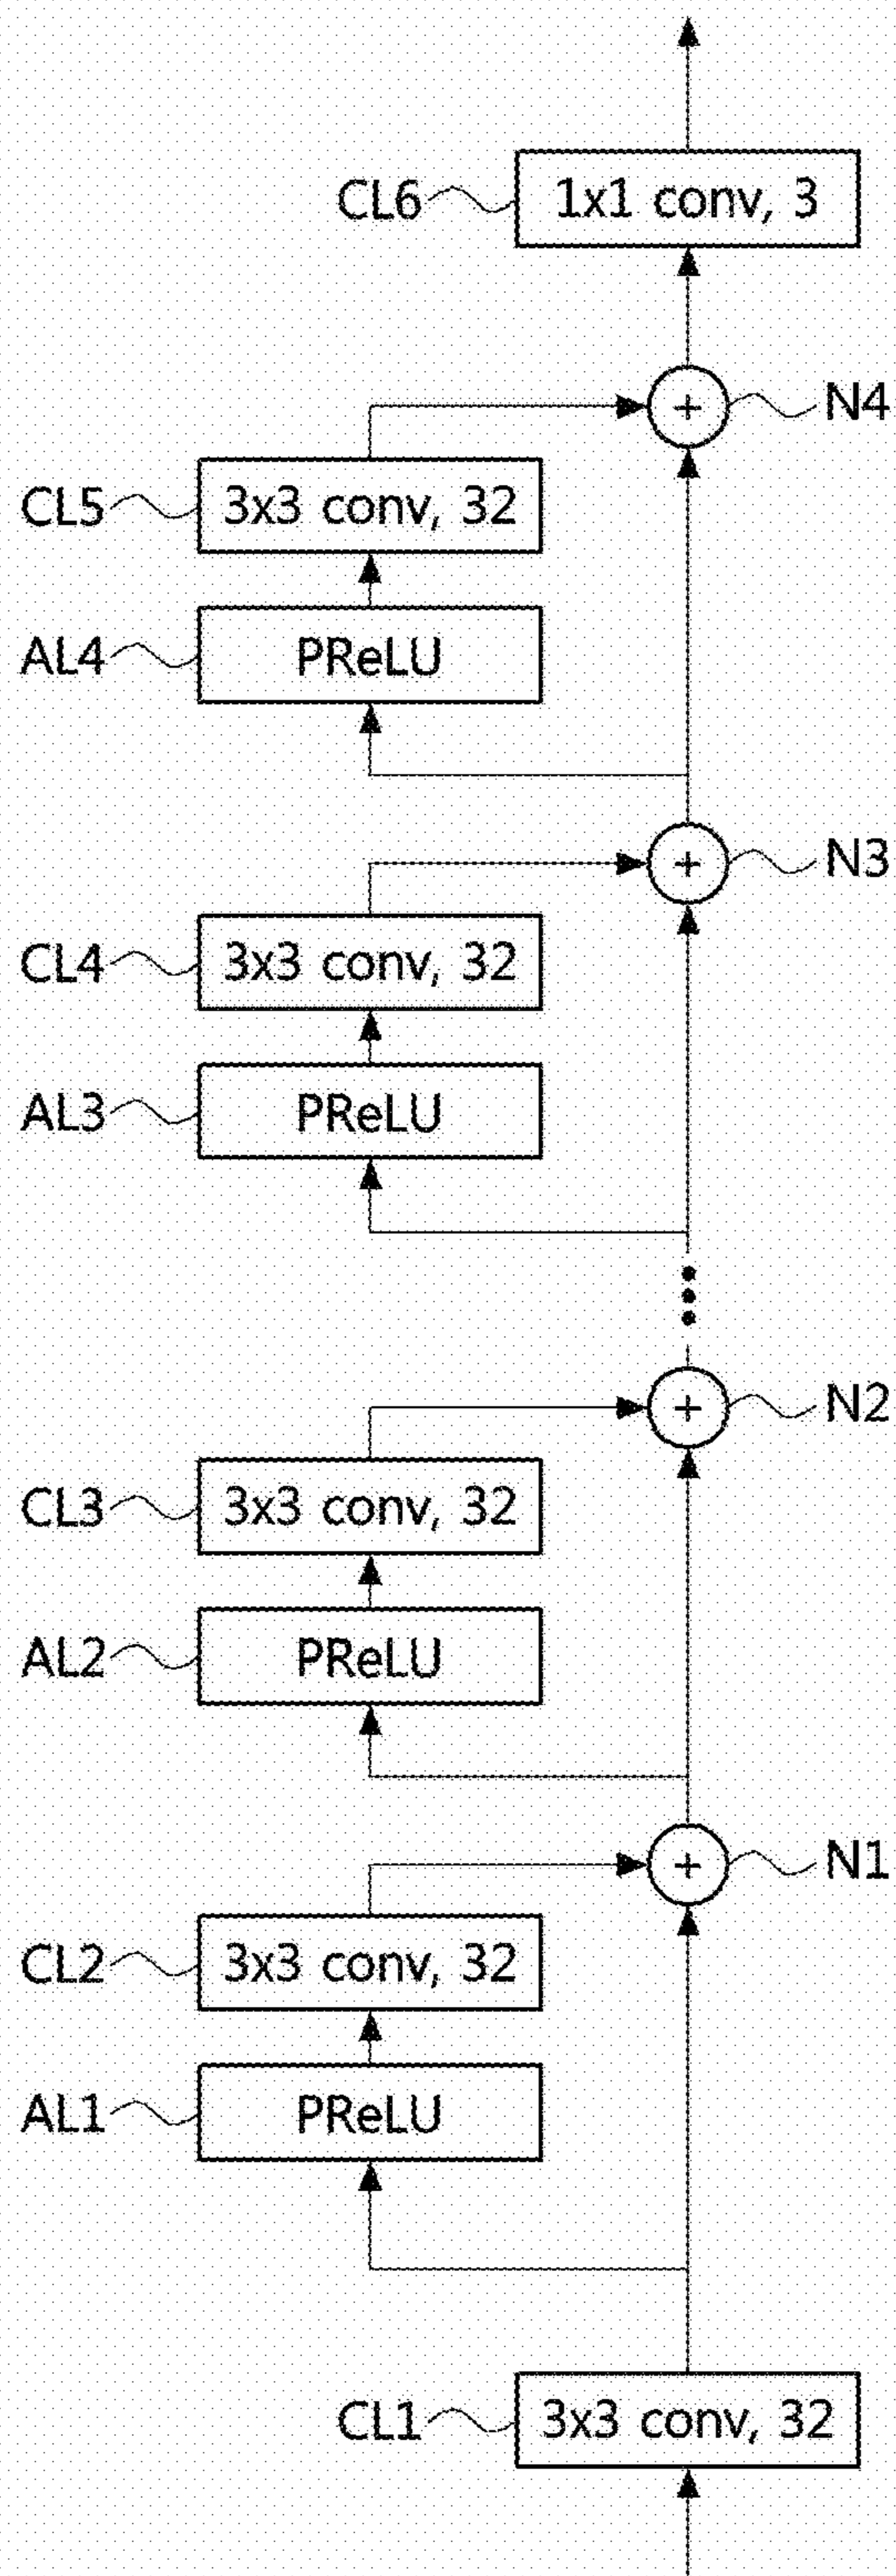 CL6 1x1 conv, 3
N4
CL5 3x3 conv, 32
AL4 PReLU
N3
CL4 3x3 conv, 32
AL3 PReLU
N2
CL3 3x3 conv, 32
AL2 PReLU
N1
CL2 3x3 conv, 32
AL1 PReLU
CL1 3x3 conv, 32